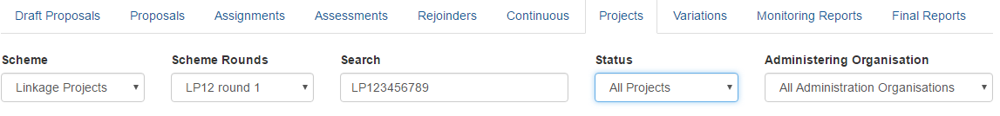 Draft Proposals Proposals Assignments Assessments Rejoinders Continuous Projects Variations Monitoring Reports Final Reports
Scheme Scheme Rounds Search Status Administering Organisation
Linkage Projects LP12 round 1 LP123456789 All Projects All Administration Organisations